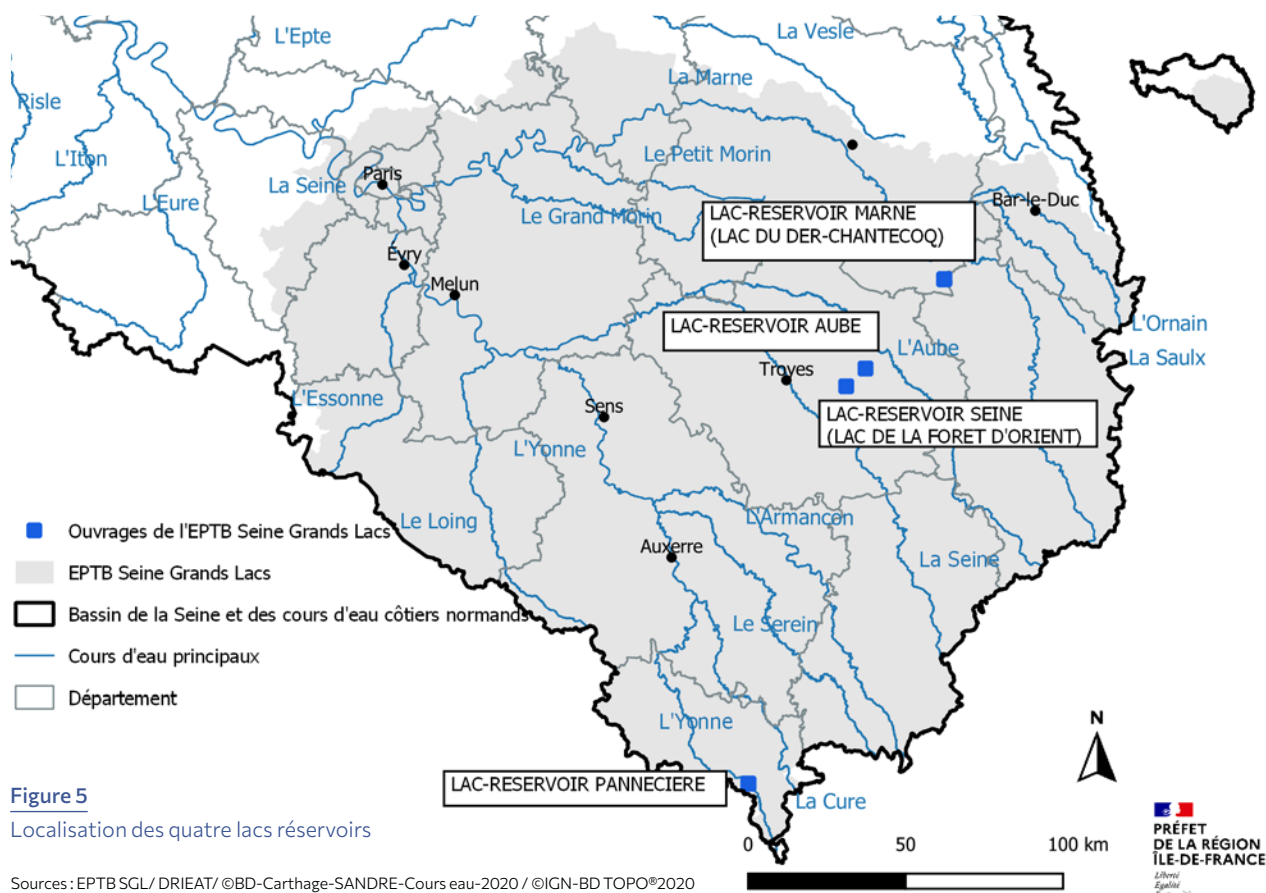 L'Epte
La Vesle
La Marne
Risle
L'Iton
Le Petit Morin
Paris
La Seine
L'Eure
Bar-le-Duc
Le Grand Morin
LAC-RESERVOIR MARNE
(LAC DU DER-CHANTECOQ)
Evry
Melun
L'Ornain
LAC-RESERVOIR AUBE
L'Aube
La Saulx
Troyes
L'Essonne
Sens
LAC-RESERVOIR SEINE
(LAC DE LA FORET D'ORIENT)
L'Yonne
Le Loing
L'Armançon
Auxerre
La Seine
Le Serein
L'Yonne
Ouvrages de l'EPTB Seine Grands Lacs
EPTB Seine Grands Lacs
Bassin de la Seine et des cours d'eau côtiers normands
Cours d'eau principaux
Département
N
LAC-RESERVOIR PANNECIERE
La Cure
Figure 5
Localisation des quatre lacs réservoirs
0 50 100 km
PRÉFET
DE LA RÉGION
ÎLE-DE-FRANCE
Liberté
Égalité
Sources : EPTB SGL/ DRIEAT/ ©BD-Carthage-SANDRE-Cours eau-2020 / ©IGN-BD TOPO®2020